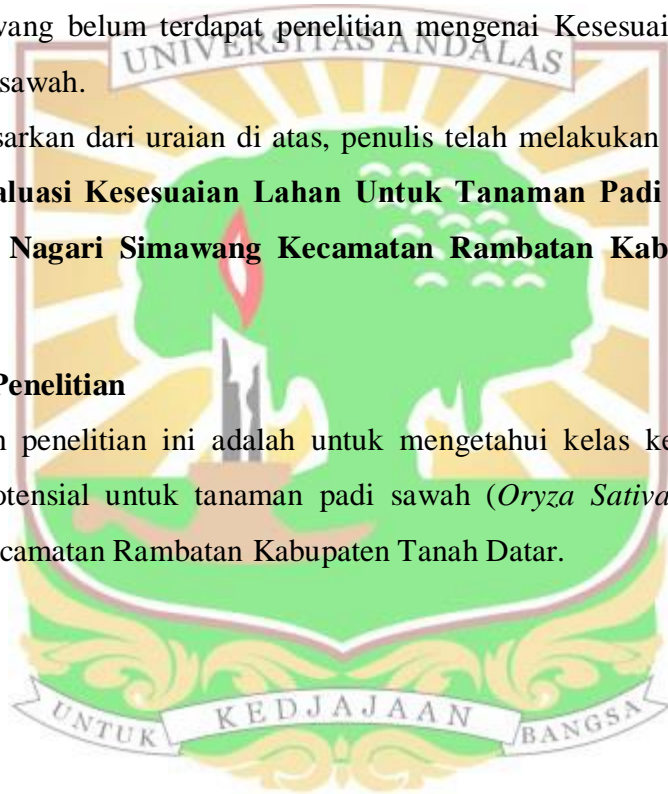 wang belum terdapat penelitian mengenai Kesesuai
UNIVERSITAS ANDALAS
sawah.
sarkan dari uraian di atas, penulis telah melakukan
aluasi Kesesuaian Lahan Untuk Tanaman Padi
Nagari Simawang Kecamatan Rambatan Kab
Penelitian
n penelitian ini adalah untuk mengetahui kelas ke
otensial untuk tanaman padi sawah (Oryza Sativa
ecamatan Rambatan Kabupaten Tanah Datar.
UNTUK KEDJAJAAN BANGSA